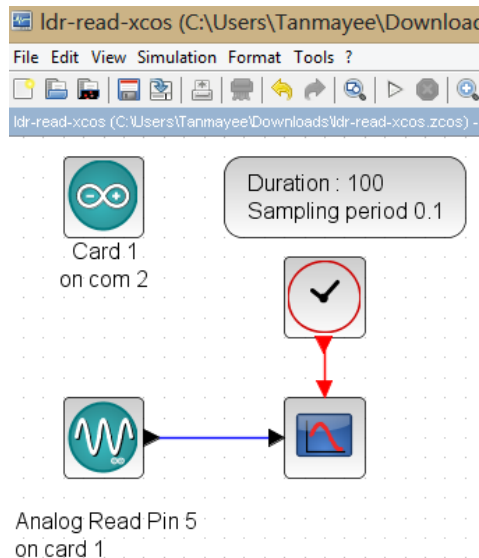 ldr-read-xcos (C:\Users\Tanmayee\Downloads
File Edit View Simulation Format Tools ?
ldr-read-xcos (C:\Users\Tanmayee\Downloads\ldr-read-xcos.zcos) -
Duration : 100
Sampling period 0.1
Card 1
on com 2
Analog Read Pin 5
on card 1